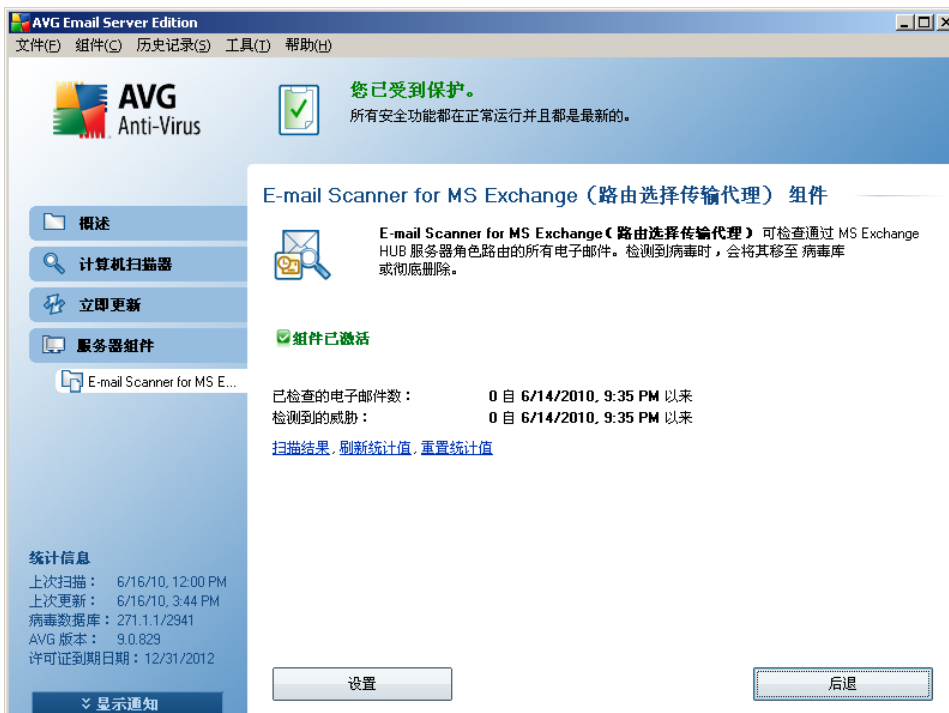 AVG Email Server Edition
文件(F) 组件(C) 历史记录(S) 工具(T) 帮助(H)
AVG
Anti-Virus
您已受到保护。
所有安全功能都在正常运行并且都是最新的。
概述
计算机扫描器
立即更新
服务器组件
E-mail Scanner for MS E...
E-mail Scanner for MS Exchange（路由选择传输代理） 组件
E-mail Scanner for MS Exchange（路由选择传输代理）可检查通过 MS Exchange
HUB 服务器角色路由的所有电子邮件。检测到病毒时，会将其移至 病毒库
或彻底删除。
组件已激活
已检查的电子邮件数： 0 自 6/14/2010, 9:35 PM 以来
检测到的威胁： 0 自 6/14/2010, 9:35 PM 以来
扫描结果, 刷新统计值, 重置统计值
统计信息
上次扫描： 6/16/10, 12:00 PM
上次更新： 6/16/10, 3:44 PM
病毒数据库：271.1.1/2941
AVG 版本： 9.0.829
许可证到期日期：12/31/2012
显示通知
设置
后退